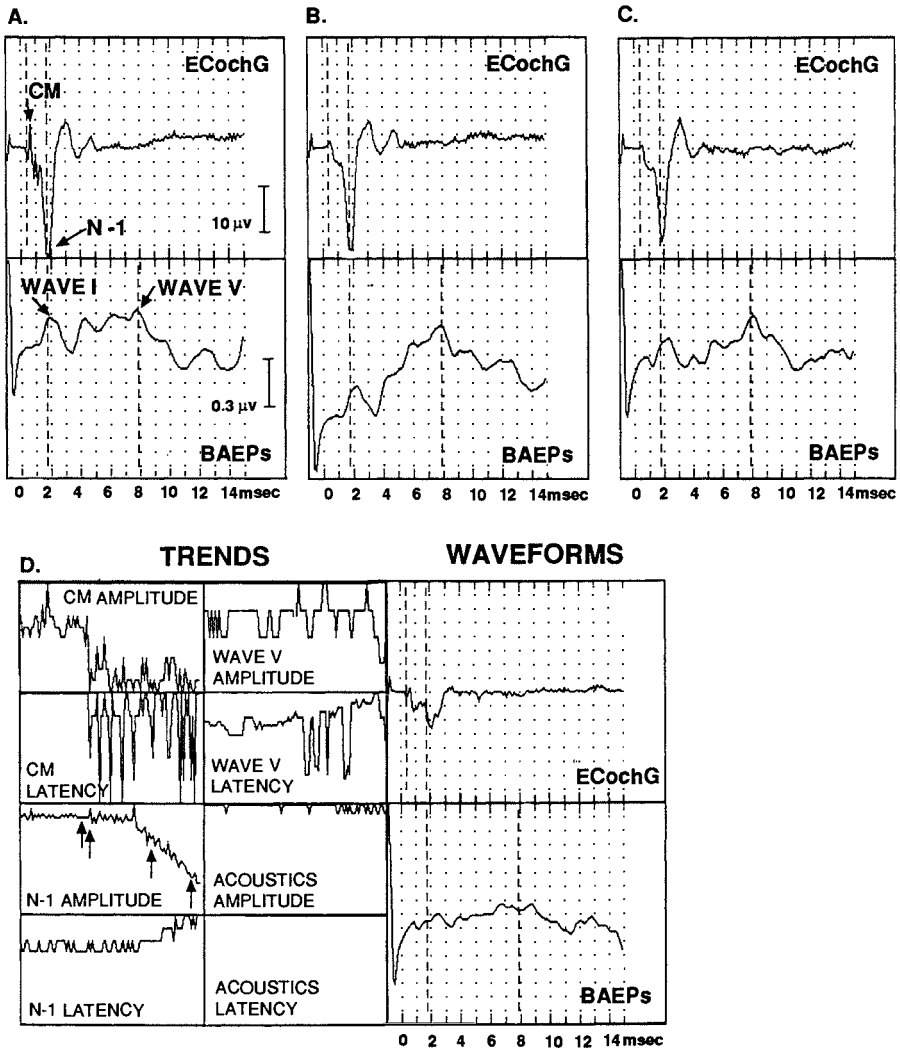 A.
B.
C.
ECochG
ECochG
ECochG
CM
10 µv
N -1
WAVE I
WAVE V
0.3 µv
BAEPs
BAEPs
BAEPs
0 2 4 6 8 10 12 14msec
0 2 4 6 8 10 12 14msec
0 2 4 6 8 10 12 14msec
D.
TRENDS
WAVEFORMS
CM AMPLITUDE
WAVE V
AMPLITUDE
CM
LATENCY
WAVE V
LATENCY
ECochG
N-1 AMPLITUDE
ACOUSTICS
AMPLITUDE
N-1 LATENCY
ACOUSTICS
LATENCY
BAEPs
0 2 4 6 8 10 12 14 msec